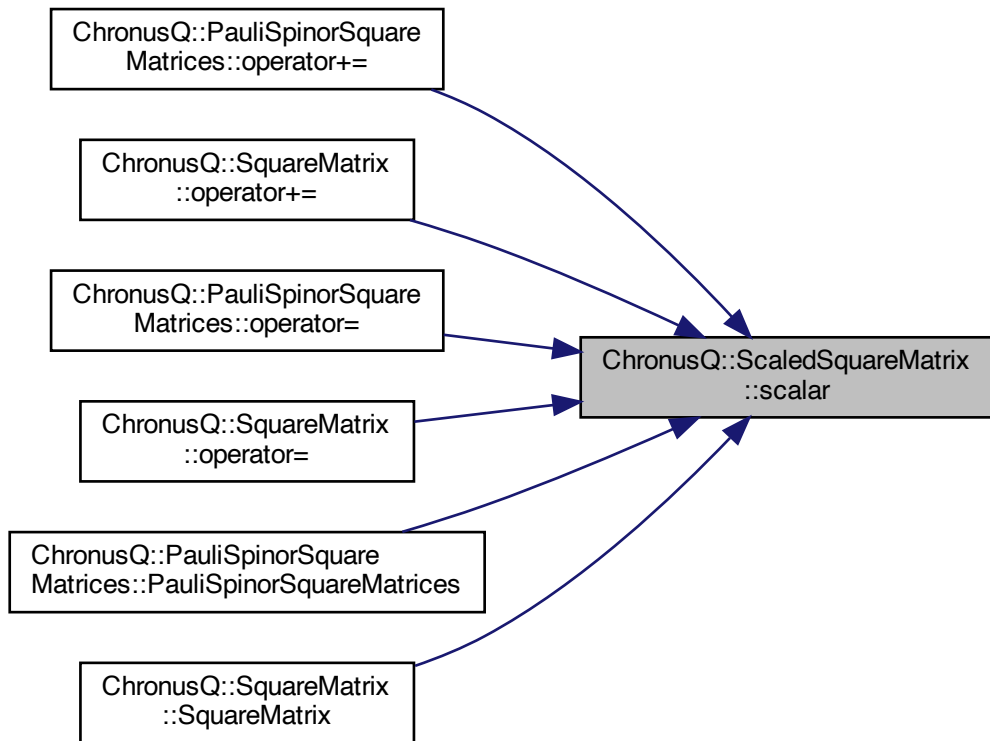 ChronusQ::PauliSpinorSquare
Matrices::operator+=
ChronusQ::SquareMatrix
::operator+=
ChronusQ::PauliSpinorSquare
Matrices::operator=
ChronusQ::SquareMatrix
::operator=
ChronusQ::PauliSpinorSquare
Matrices::PauliSpinorSquareMatrices
ChronusQ::SquareMatrix
::SquareMatrix
ChronusQ::ScaledSquareMatrix
::scalar